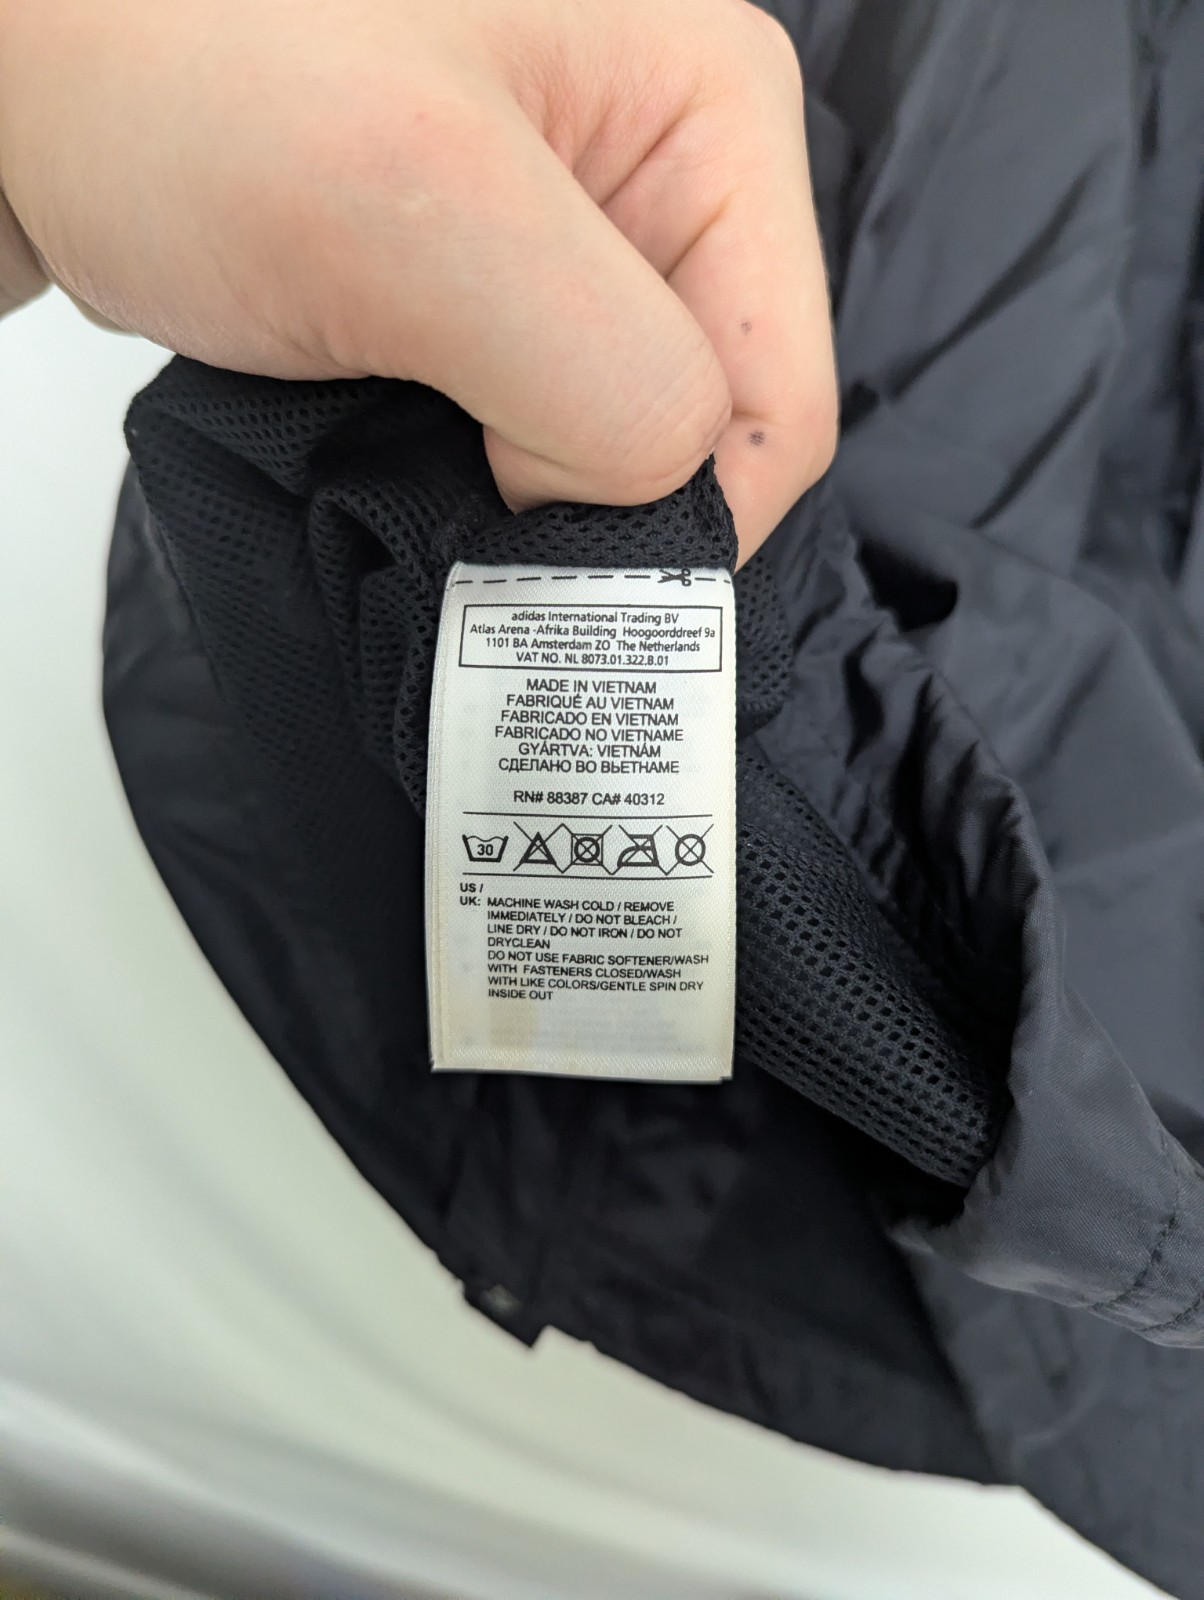 adidas International Trading BV
Atlas Arena -Afrika Building Hoogoorddreef 9a
1101 BA Amsterdam ZO The Netherlands
VAT NO. NL 8073.01.322.B.01
MADE IN VIETNAM
FABRIQUÉ AU VIETNAM
FABRICADO EN VIETNAM
FABRICADO NO VIETNAME
GYÁRTVA: VIETNÁM
СДЕЛАНО ВО ВЬЕТНАМЕ
RN# 88387 CA# 40312
30
US /
UK: MACHINE WASH COLD / REMOVE
IMMEDIATELY / DO NOT BLEACH /
LINE DRY / DO NOT IRON / DO NOT
DRYCLEAN
DO NOT USE FABRIC SOFTENER/WASH
WITH FASTENERS CLOSED/WASH
WITH LIKE COLORS/GENTLE SPIN DRY
INSIDE OUT